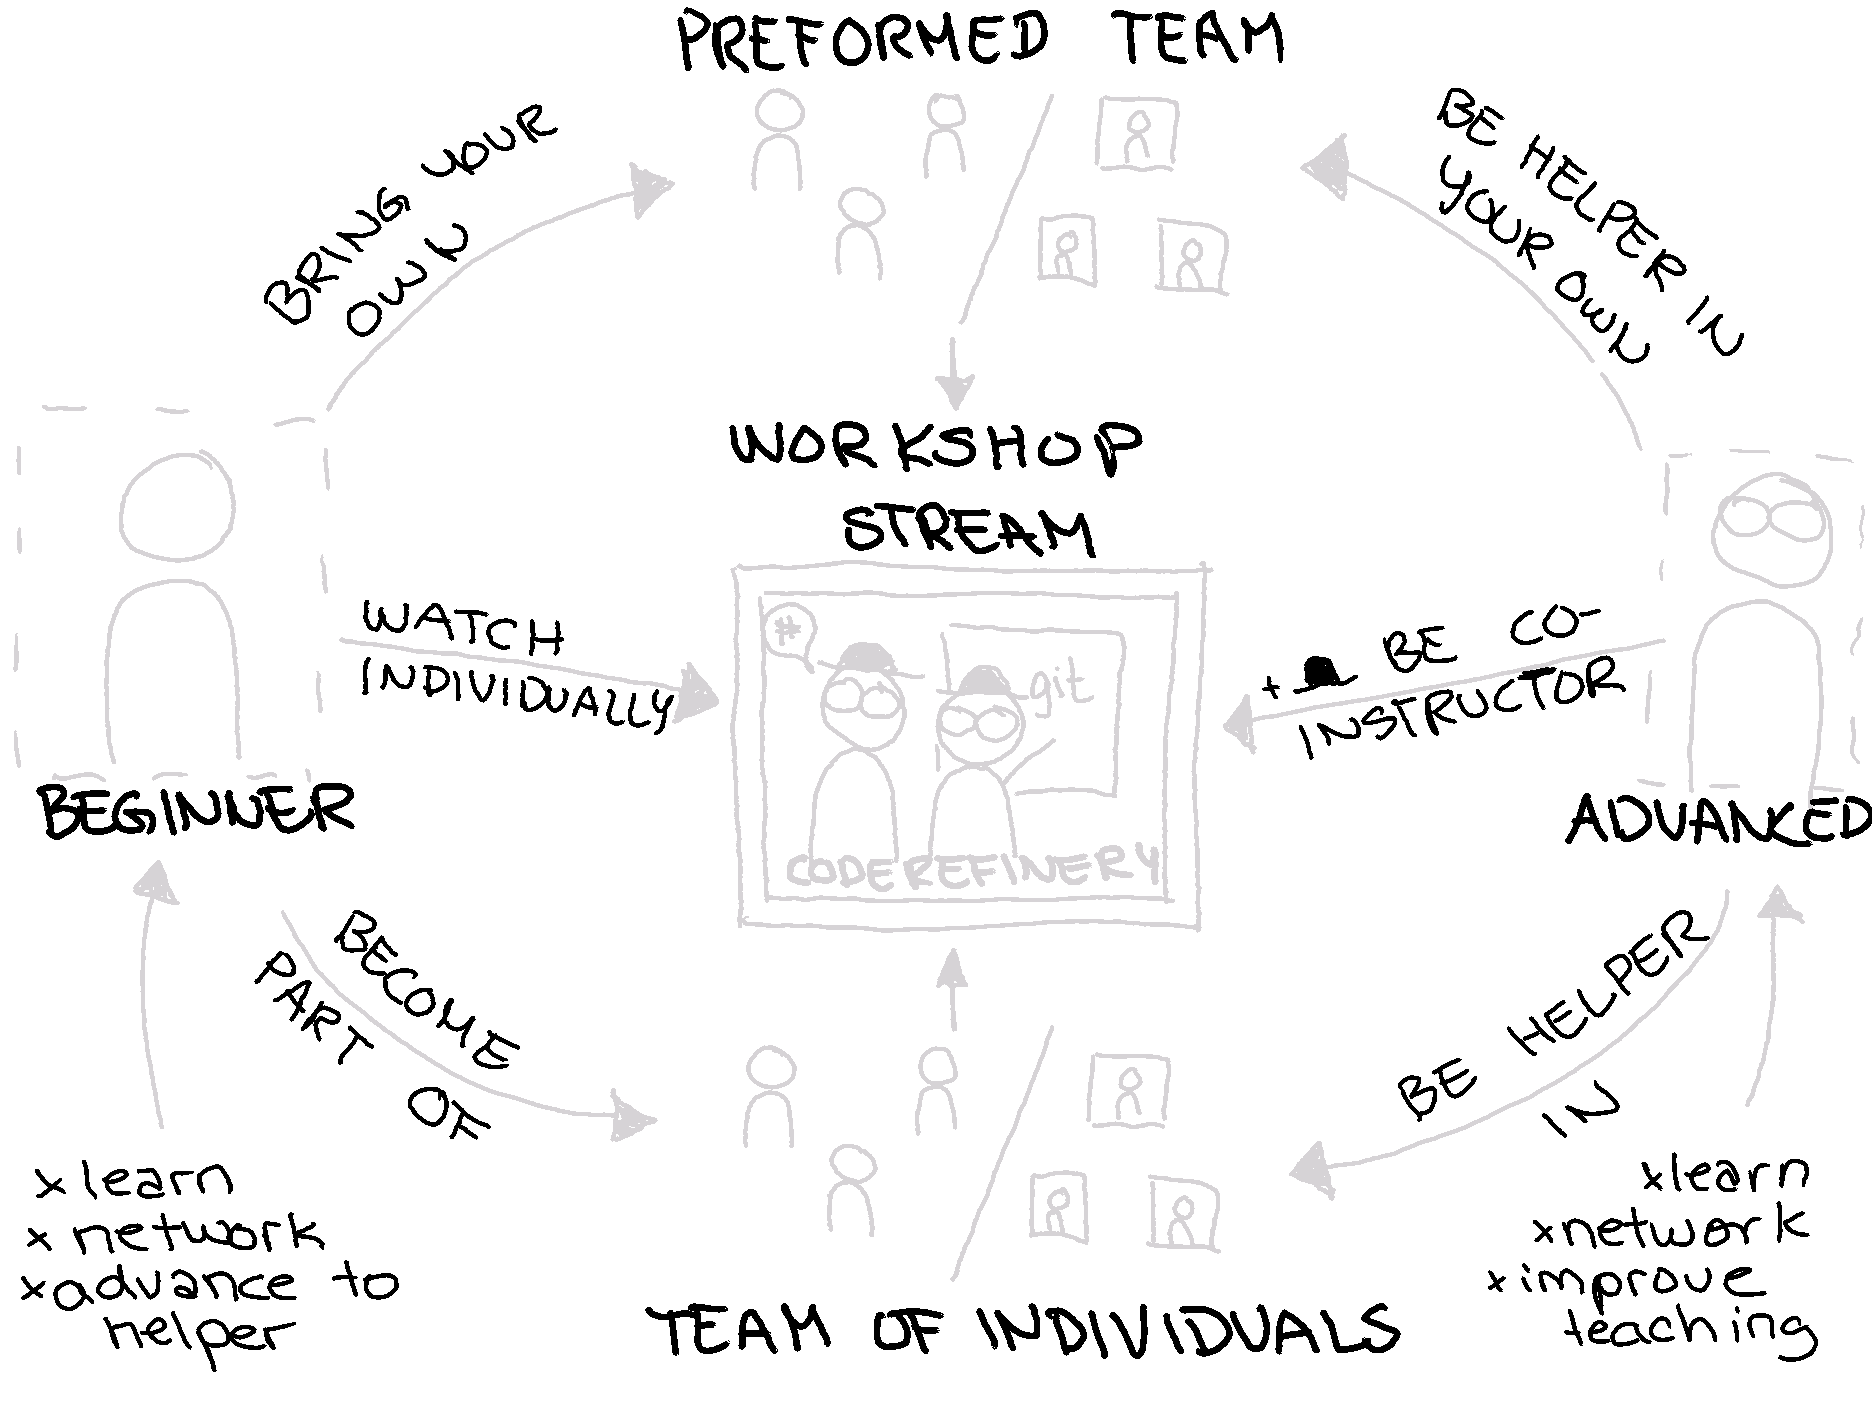 PREFORMED TEAM
BRING YOUR
OWN
BE HELPER IN
YOUR OWN
WORKSHOP
STREAM
WATCH
INDIVIDUALLY
#
git
CODEREFINERY
+ BE CO-
INSTRUCTOR
BEGINNER
ADVANCED
BECOME
PART OF
BE HELPER
IN
x learn
x network
x advance to
helper
x learn
x network
x improve
teaching
TEAM OF INDIVIDUALS